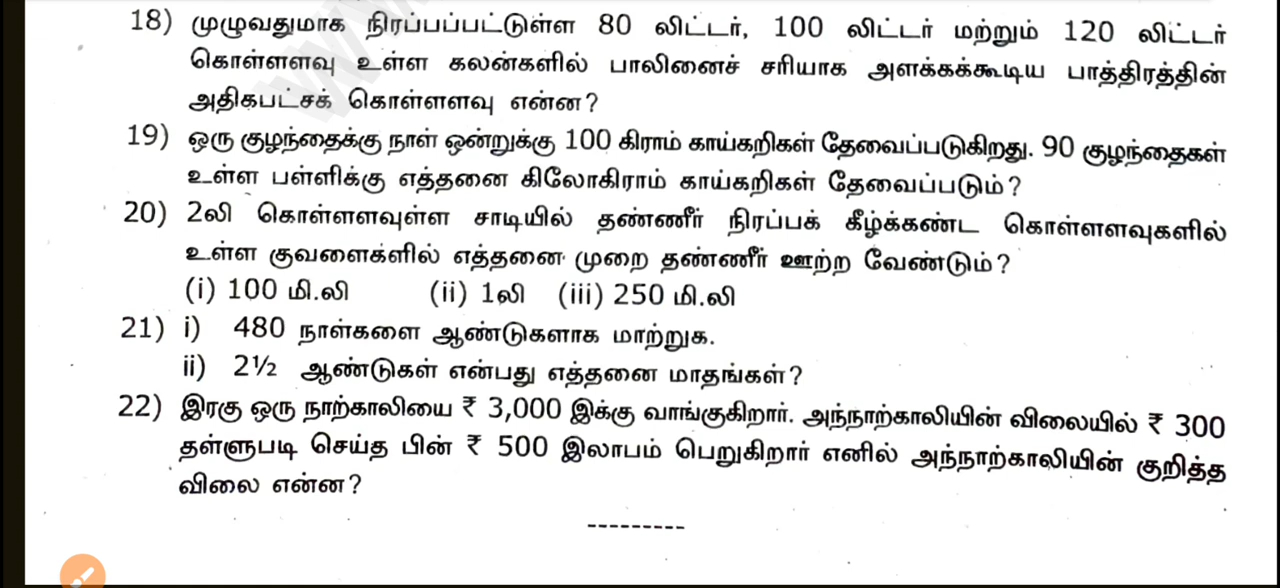 18) முழுவதுமாக நிரப்பப்பட்டுள்ள 80 லிட்டர், 100 லிட்டர் மற்றும் 120 லிட்டர்
கொள்ளளவு உள்ள கலன்களில் பாலினைச் சரியாக அளக்கக்கூடிய பாத்திரத்தின்
அதிகபட்சக் கொள்ளளவு என்ன?
19) ஒரு குழந்தைக்கு நாள் ஒன்றுக்கு 100 கிராம் காய்கறிகள் தேவைப்படுகிறது. 90 குழந்தைகள்
உள்ள பள்ளிக்கு எத்தனை கிலோகிராம் காய்கறிகள் தேவைப்படும்?
20) 2லி கொள்ளளவுள்ள சாடியில் தண்ணீர் நிரப்பக் கீழ்க்கண்ட கொள்ளளவுகளில்
உள்ள குவளைக்ளில் எத்தனை முறை தண்ணீர் ஊற்ற வேண்டும்?
(i) 100 மி.லி (ii) 1லி (iii) 250 மி.லி
21) i) 480 நாள்களை ஆண்டுகளாக மாற்றுக.
ii) 2½ ஆண்டுகள் என்பது எத்தனை மாதங்கள்?
22) இரகு ஒரு நாற்காலியை ₹ 3,000 இக்கு வாங்குகிறார். அந்நாற்காலியின் விலையில் ₹ 300
தள்ளுபடி செய்த பின் ₹ 500 இலாபம் பெறுகிறார் எனில் அந்நாற்காலியின் குறித்த
விலை என்ன?
---------